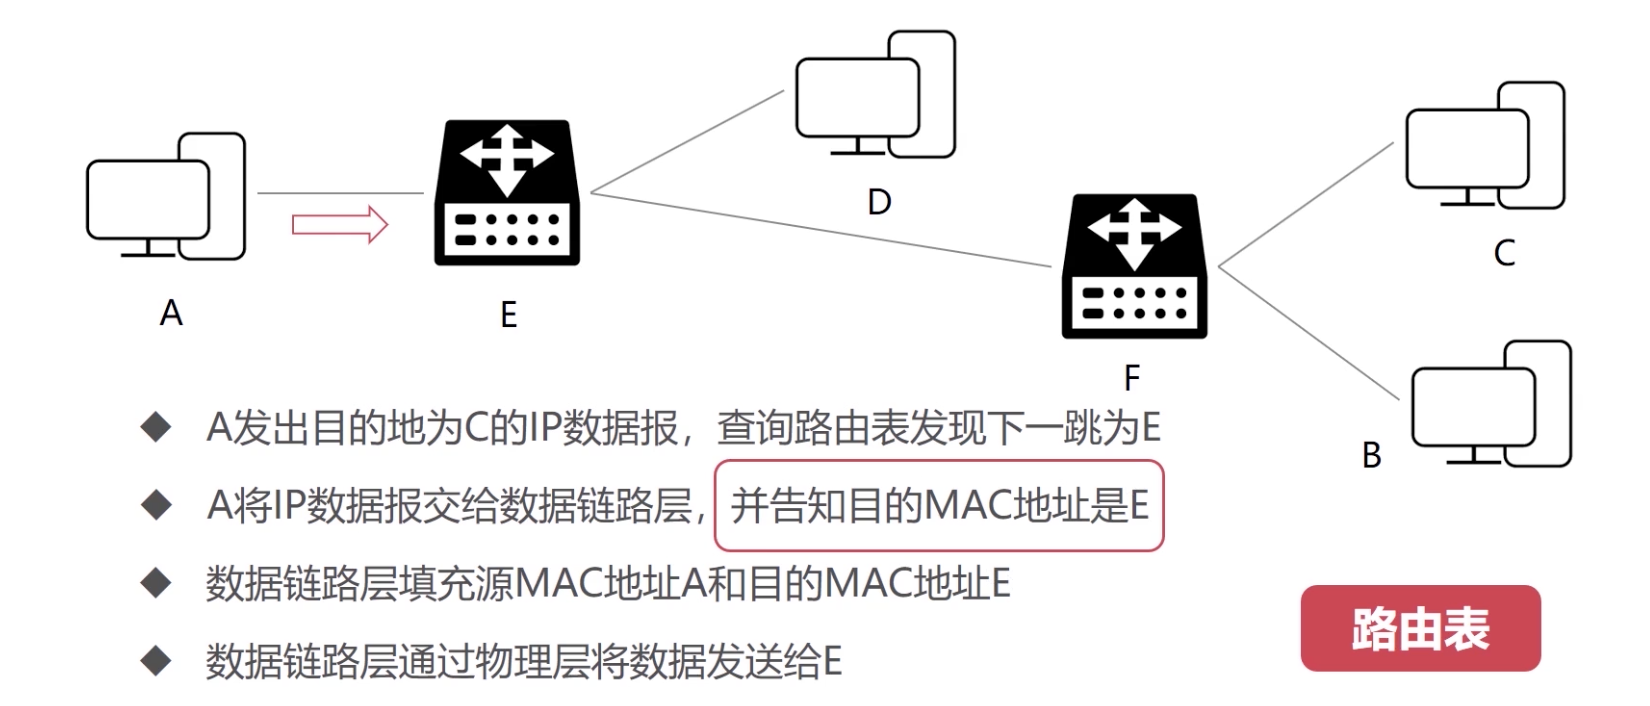 D
C
A
E
F
B
◆ A发出目的地为C的IP数据报，查询路由表发现下一跳为E
◆ A将IP数据报交给数据链路层，并告知目的MAC地址是E
◆ 数据链路层填充源MAC地址A和目的MAC地址E
◆ 数据链路层通过物理层将数据发送给E
路由表